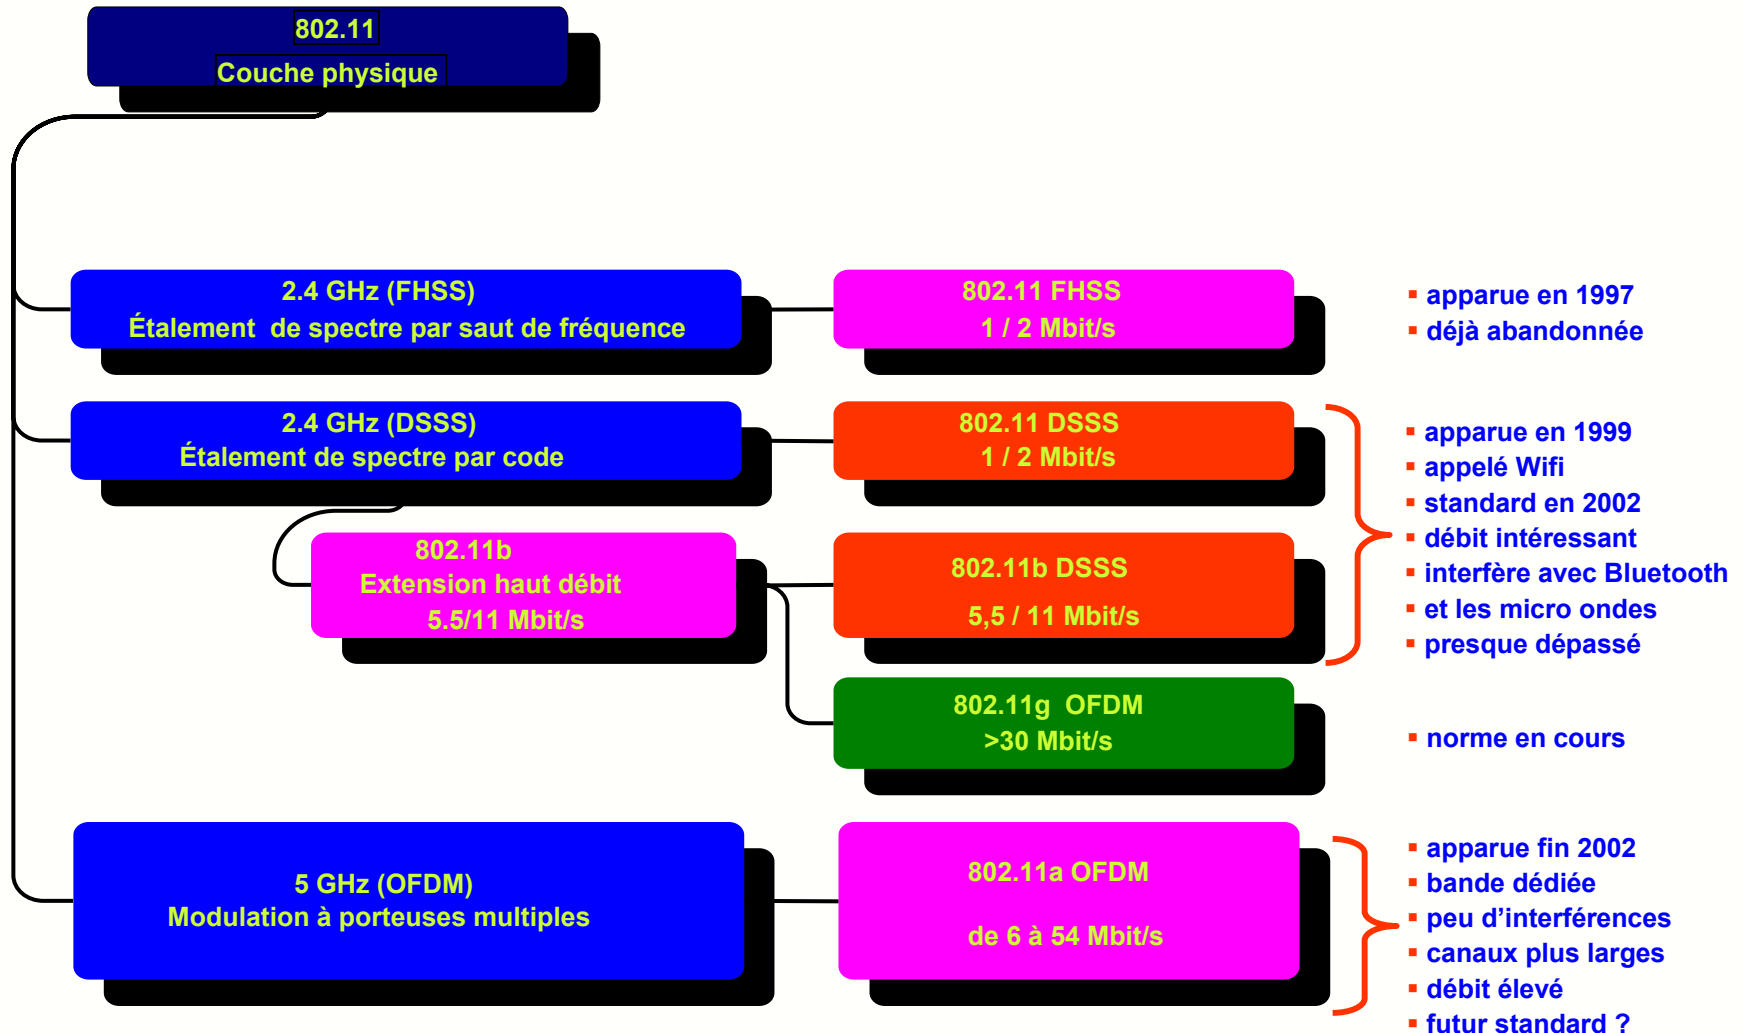 802.11
Couche physique
2.4 GHz (FHSS)
Étalement de spectre par saut de fréquence
802.11 FHSS
1 / 2 Mbit/s
▪ apparue en 1997
▪ déjà abandonnée
2.4 GHz (DSSS)
Étalement de spectre par code
802.11 DSSS
1 / 2 Mbit/s
802.11b
Extension haut débit
5.5/11 Mbit/s
802.11b DSSS
5,5 / 11 Mbit/s
▪ apparue en 1999
▪ appelé Wifi
▪ standard en 2002
▪ débit intéressant
▪ interfère avec Bluetooth
▪ et les micro ondes
▪ presque dépassé
802.11g OFDM
>30 Mbit/s
▪ norme en cours
5 GHz (OFDM)
Modulation à porteuses multiples
802.11a OFDM
de 6 à 54 Mbit/s
▪ apparue fin 2002
▪ bande dédiée
▪ peu d’interférences
▪ canaux plus larges
▪ débit élevé
▪ futur standard ?